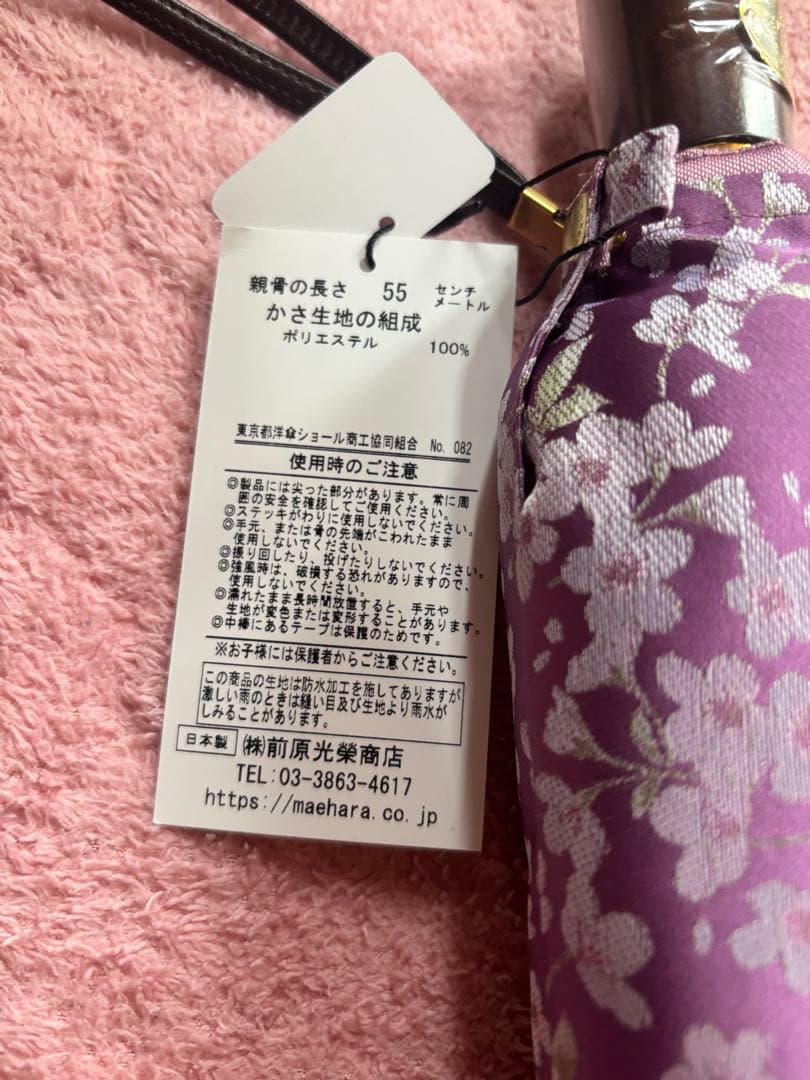 親骨の長さ 55 センチメートル
かさ生地の組成
ポリエステル 100%
東京都洋傘ショール商工協同組合 No. 082
使用時のご注意
◎製品には尖った部分があります。常に周
囲の安全を確認してご使用ください。
◎ステッキがわりに使用しないでください。
◎手元、または骨の先端がこわれたまま
使用しないでください。
◎振り回したり、投げたりしないでください。
◎強風時は、破損する恐れがありますので、
使用しないでください。
◎濡れたまま長時間放置すると、手元や
生地が変色または変形することがあります。
◎中棒にあるテープは保護のためです。
※お子様には保護者からご注意ください。
この商品の生地は防水加工を施してありますが
激しい雨のときは縫い目及び生地より雨水が
しみることがあります。
日本製 ㈱前原光榮商店
TEL:03-3863-4617
https://maehara.co.jp